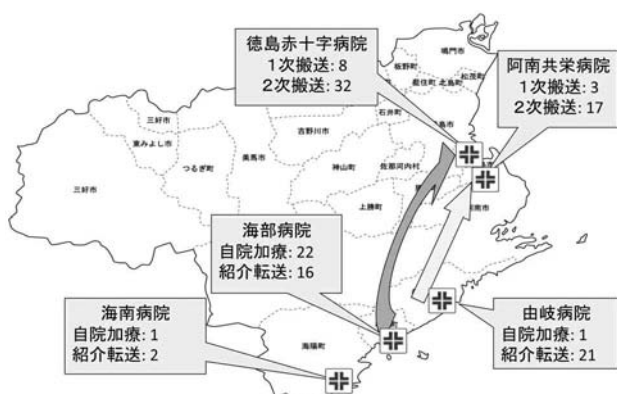 徳島赤十字病院
1次搬送: 8
2次搬送: 32
阿南共栄病院
1次搬送: 3
2次搬送: 17
海部病院
自院加療: 22
紹介転送: 16
海南病院
自院加療: 1
紹介転送: 2
由岐病院
自院加療: 1
紹介転送: 21
鳴門市
板野町
松茂町
北島町
藍住町
石井町
三好市
東みよし市
吉野川市
美馬市
つるぎ町
三好市
神山町
佐那河内村
上勝町
海陽町